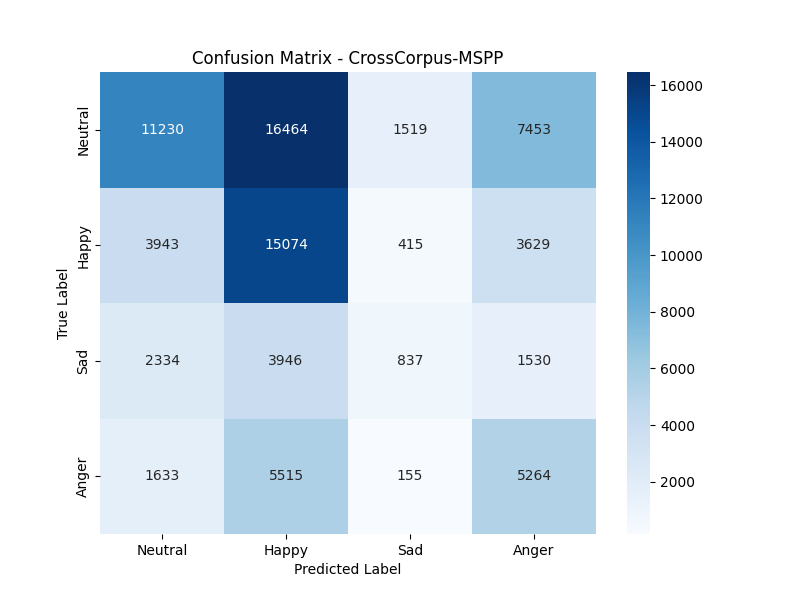 Confusion Matrix - CrossCorpus-MSPP
True Label
Neutral 11230 16464 1519 7453
Happy 3943 15074 415 3629
Sad 2334 3946 837 1530
Anger 1633 5515 155 5264
Neutral Happy Sad Anger
Predicted Label
16000
14000
12000
10000
8000
6000
4000
2000